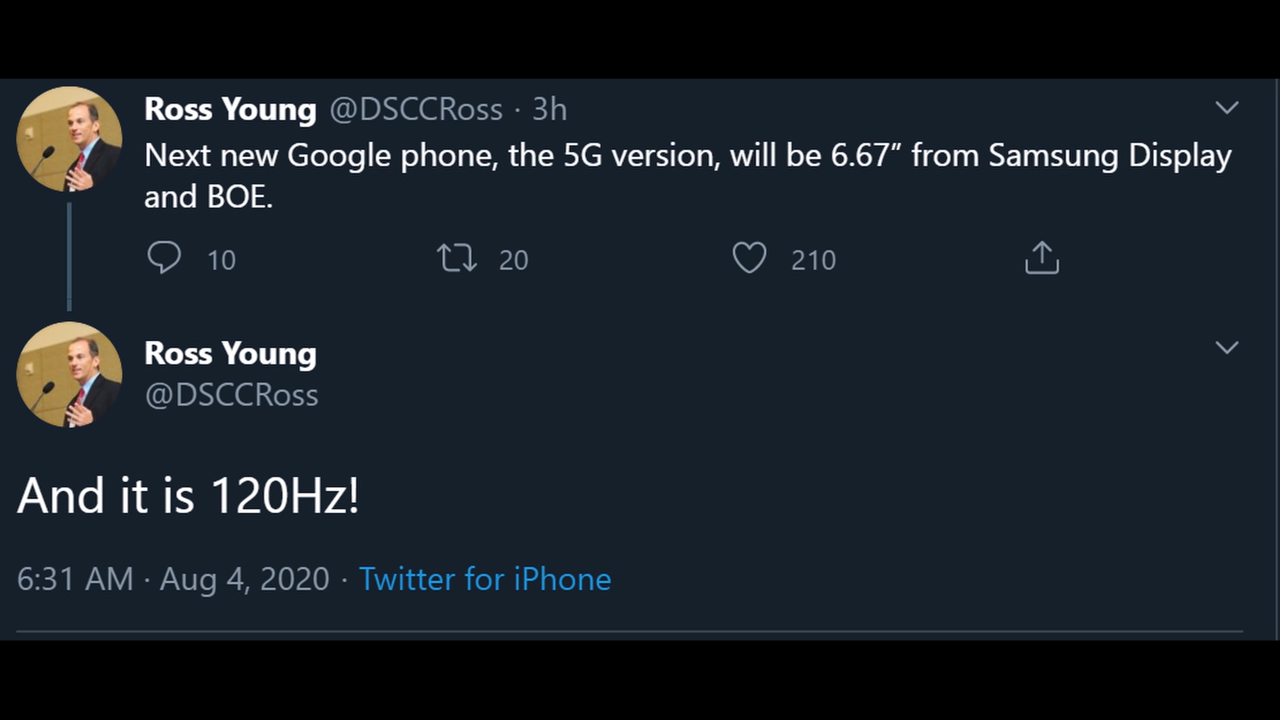 Ross Young @DSCCRoss · 3h
Next new Google phone, the 5G version, will be 6.67“ from Samsung Display
and BOE.
10 20 210
Ross Young
@DSCCRoss
And it is 120Hz!
6:31 AM · Aug 4, 2020 · Twitter for iPhone